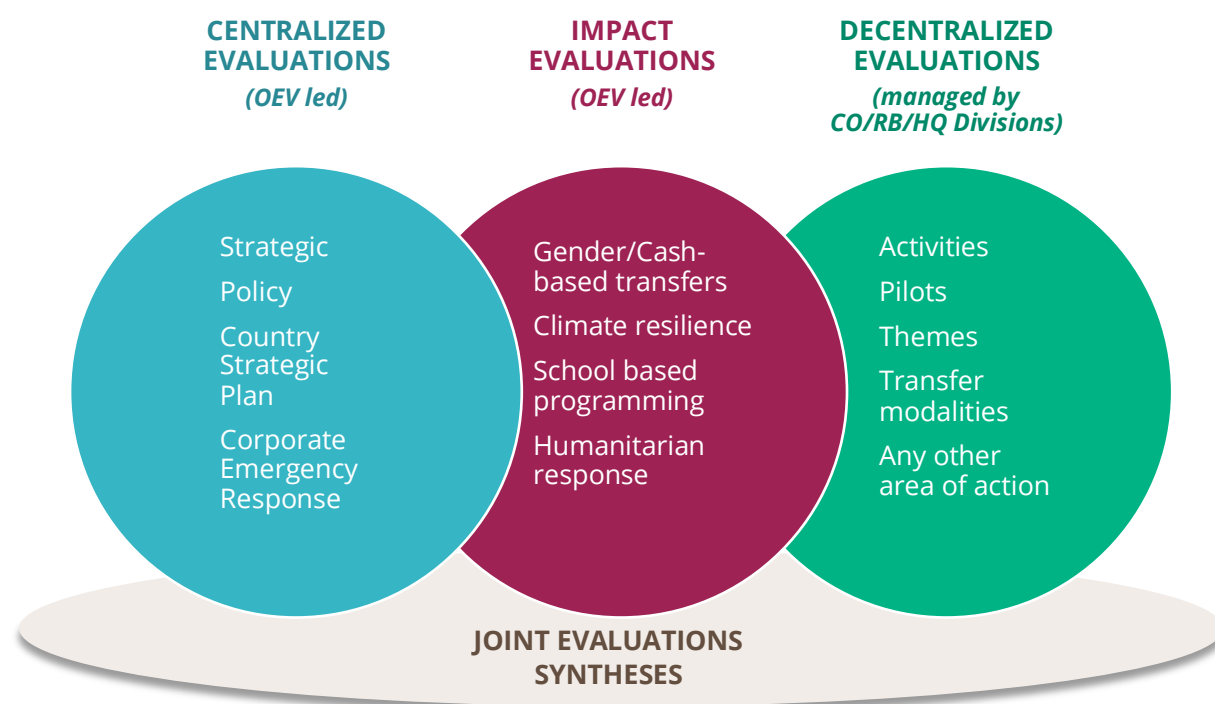 CENTRALIZED
EVALUATIONS
(OEV led)
IMPACT
EVALUATIONS
(OEV led)
DECENTRALIZED
EVALUATIONS
(managed by
CO/RB/HQ Divisions)
Strategic
Policy
Country
Strategic
Plan
Corporate
Emergency
Response
Gender/Cash-
based transfers
Climate resilience
School based
programming
Humanitarian
response
Activities
Pilots
Themes
Transfer
modalities
Any other
area of action
JOINT EVALUATIONS
SYNTHESES